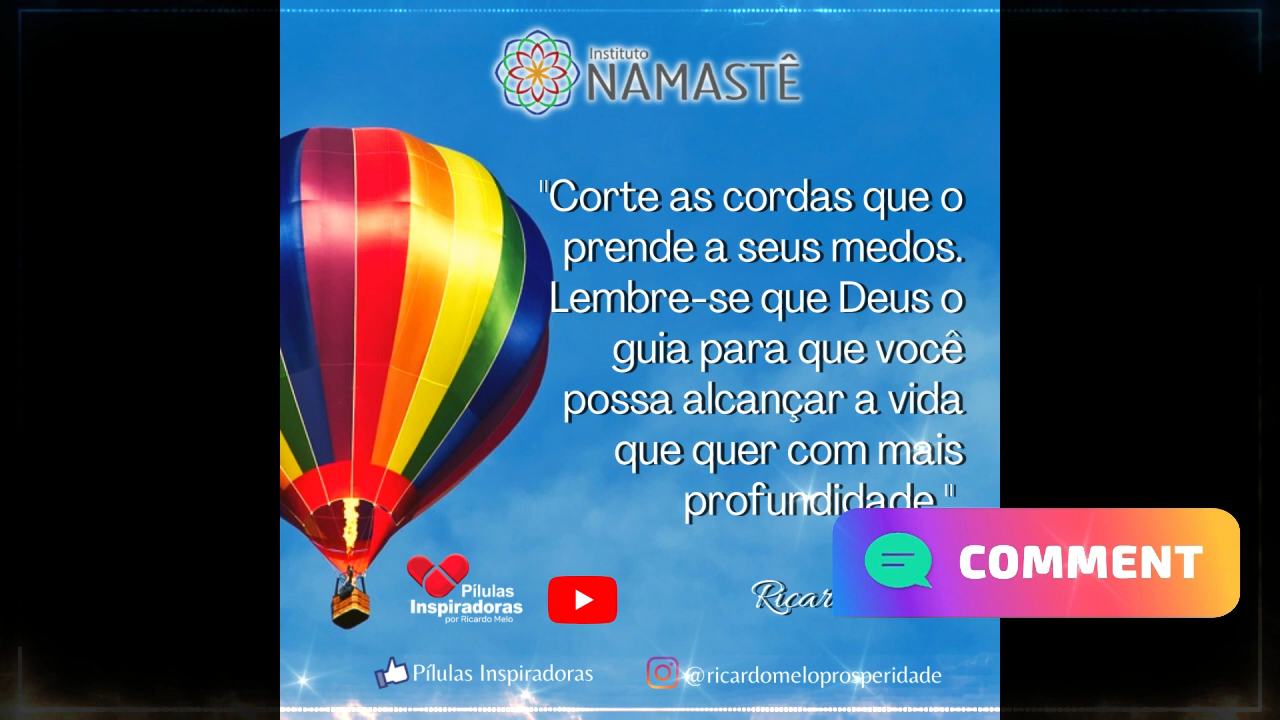 Instituto
NAMASTÊ
"Corte as cordas que o
prende a seus medos.
Lembre-se que Deus o
guia para que você
possa alcançar a vida
que quer com mais
profundidade."
COMMENT
Pílulas
Inspiradoras
por Ricardo Melo
Pílulas Inspiradoras
@ricardomeloprosperidade